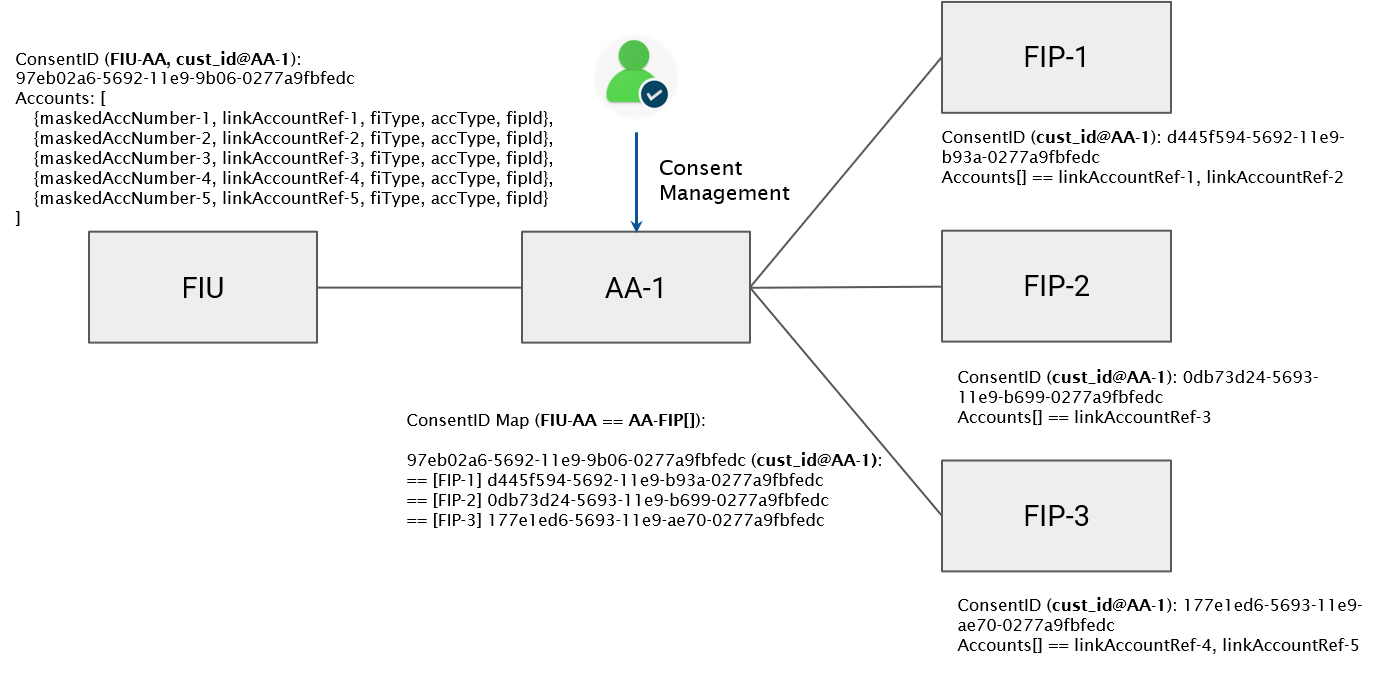 ConsentID (FIU-AA, cust_id@AA-1):
97eb02a6-5692-11e9-9b06-0277a9fbfedc
Accounts: [
{maskedAccNumber-1, linkAccountRef-1, fiType, accType, fipId},
{maskedAccNumber-2, linkAccountRef-2, fiType, accType, fipId},
{maskedAccNumber-3, linkAccountRef-3, fiType, accType, fipId},
{maskedAccNumber-4, linkAccountRef-4, fiType, accType, fipId},
{maskedAccNumber-5, linkAccountRef-5, fiType, accType, fipId}
]
Consent
Management
FIU
AA-1
FIP-1
ConsentID (cust_id@AA-1): d445f594-5692-11e9-
b93a-0277a9fbfedc
Accounts[] == linkAccountRef-1, linkAccountRef-2
FIP-2
ConsentID (cust_id@AA-1): 0db73d24-5693-
11e9-b699-0277a9fbfedc
Accounts[] == linkAccountRef-3
ConsentID Map (FIU-AA == AA-FIP[]):
97eb02a6-5692-11e9-9b06-0277a9fbfedc (cust_id@AA-1):
== [FIP-1] d445f594-5692-11e9-b93a-0277a9fbfedc
== [FIP-2] 0db73d24-5693-11e9-b699-0277a9fbfedc
== [FIP-3] 177e1ed6-5693-11e9-ae70-0277a9fbfedc
FIP-3
ConsentID (cust_id@AA-1): 177e1ed6-5693-11e9-
ae70-0277a9fbfedc
Accounts[] == linkAccountRef-4, linkAccountRef-5